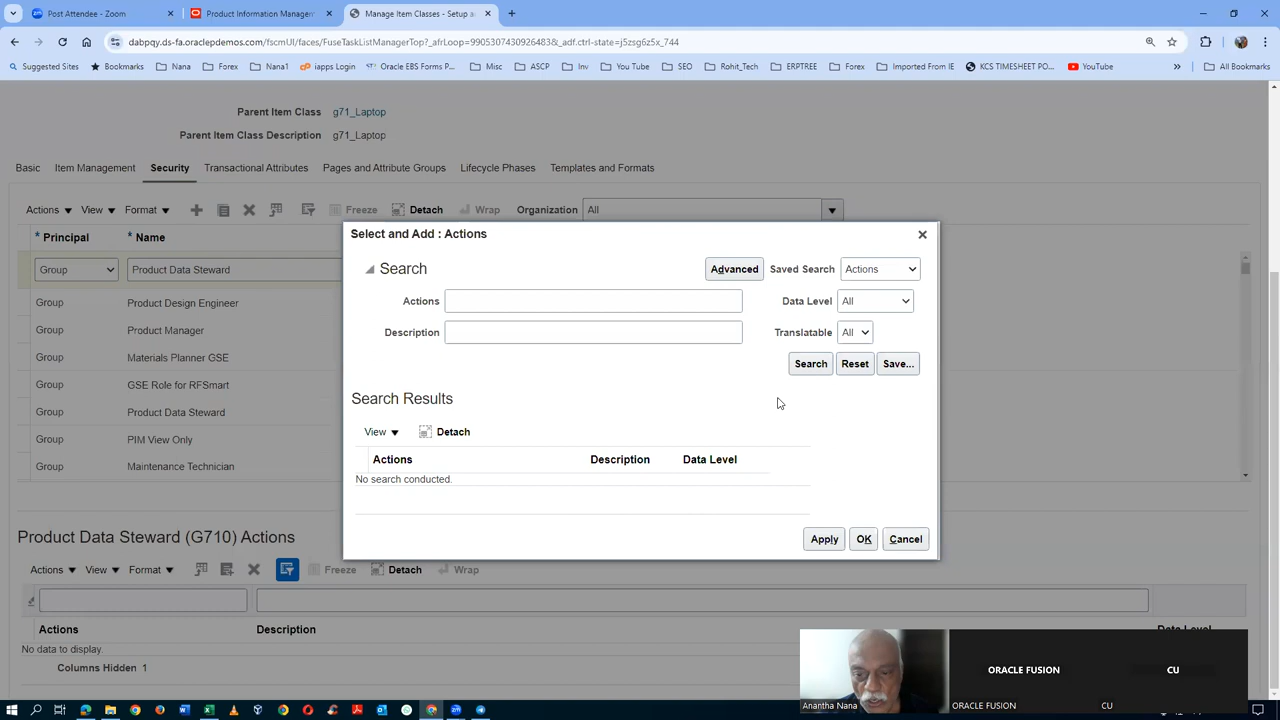 Post Attendee - Zoom
Product Information Managem
Manage Item Classes - Setup a
dabpqy.ds-fa.oraclepdemos.com/fscmUI/faces/FuseTaskListManagerTop?_afrLoop=9905307430926483&_adf.ctrl-state=j5zsg6z5x_744
Suggested Sites Bookmarks Nana Forex Nana1 iapps Login Oracle EBS Forms P... Misc ASCP Inv You Tube SEO Rohit_Tech ERPTREE Forex Imported From IE KCS TIMESHEET PO... YouTube All Bookmarks
Parent Item Class g71_Laptop
Parent Item Class Description g71_Laptop
Basic Item Management Security Transactional Attributes Pages and Attribute Groups Lifecycle Phases Templates and Formats
Actions View Format Freeze Detach Wrap Organization All
* Principal * Name
Group Product Data Steward
Group Product Design Engineer
Group Product Manager
Group Materials Planner GSE
Group GSE Role for RFSmart
Group Product Data Steward
Group PIM View Only
Group Maintenance Technician
Select and Add : Actions
Search Advanced Saved Search Actions
Actions Data Level All
Description Translatable All
Search Reset Save...
Search Results
View Detach
Actions Description Data Level
No search conducted.
Apply OK Cancel
Product Data Steward (G710) Actions
Actions View Format Freeze Detach Wrap
Actions Description Data Level
No data to display.
Columns Hidden 1
ORACLE FUSION
CU
Anantha Nana
ORACLE FUSION
CU